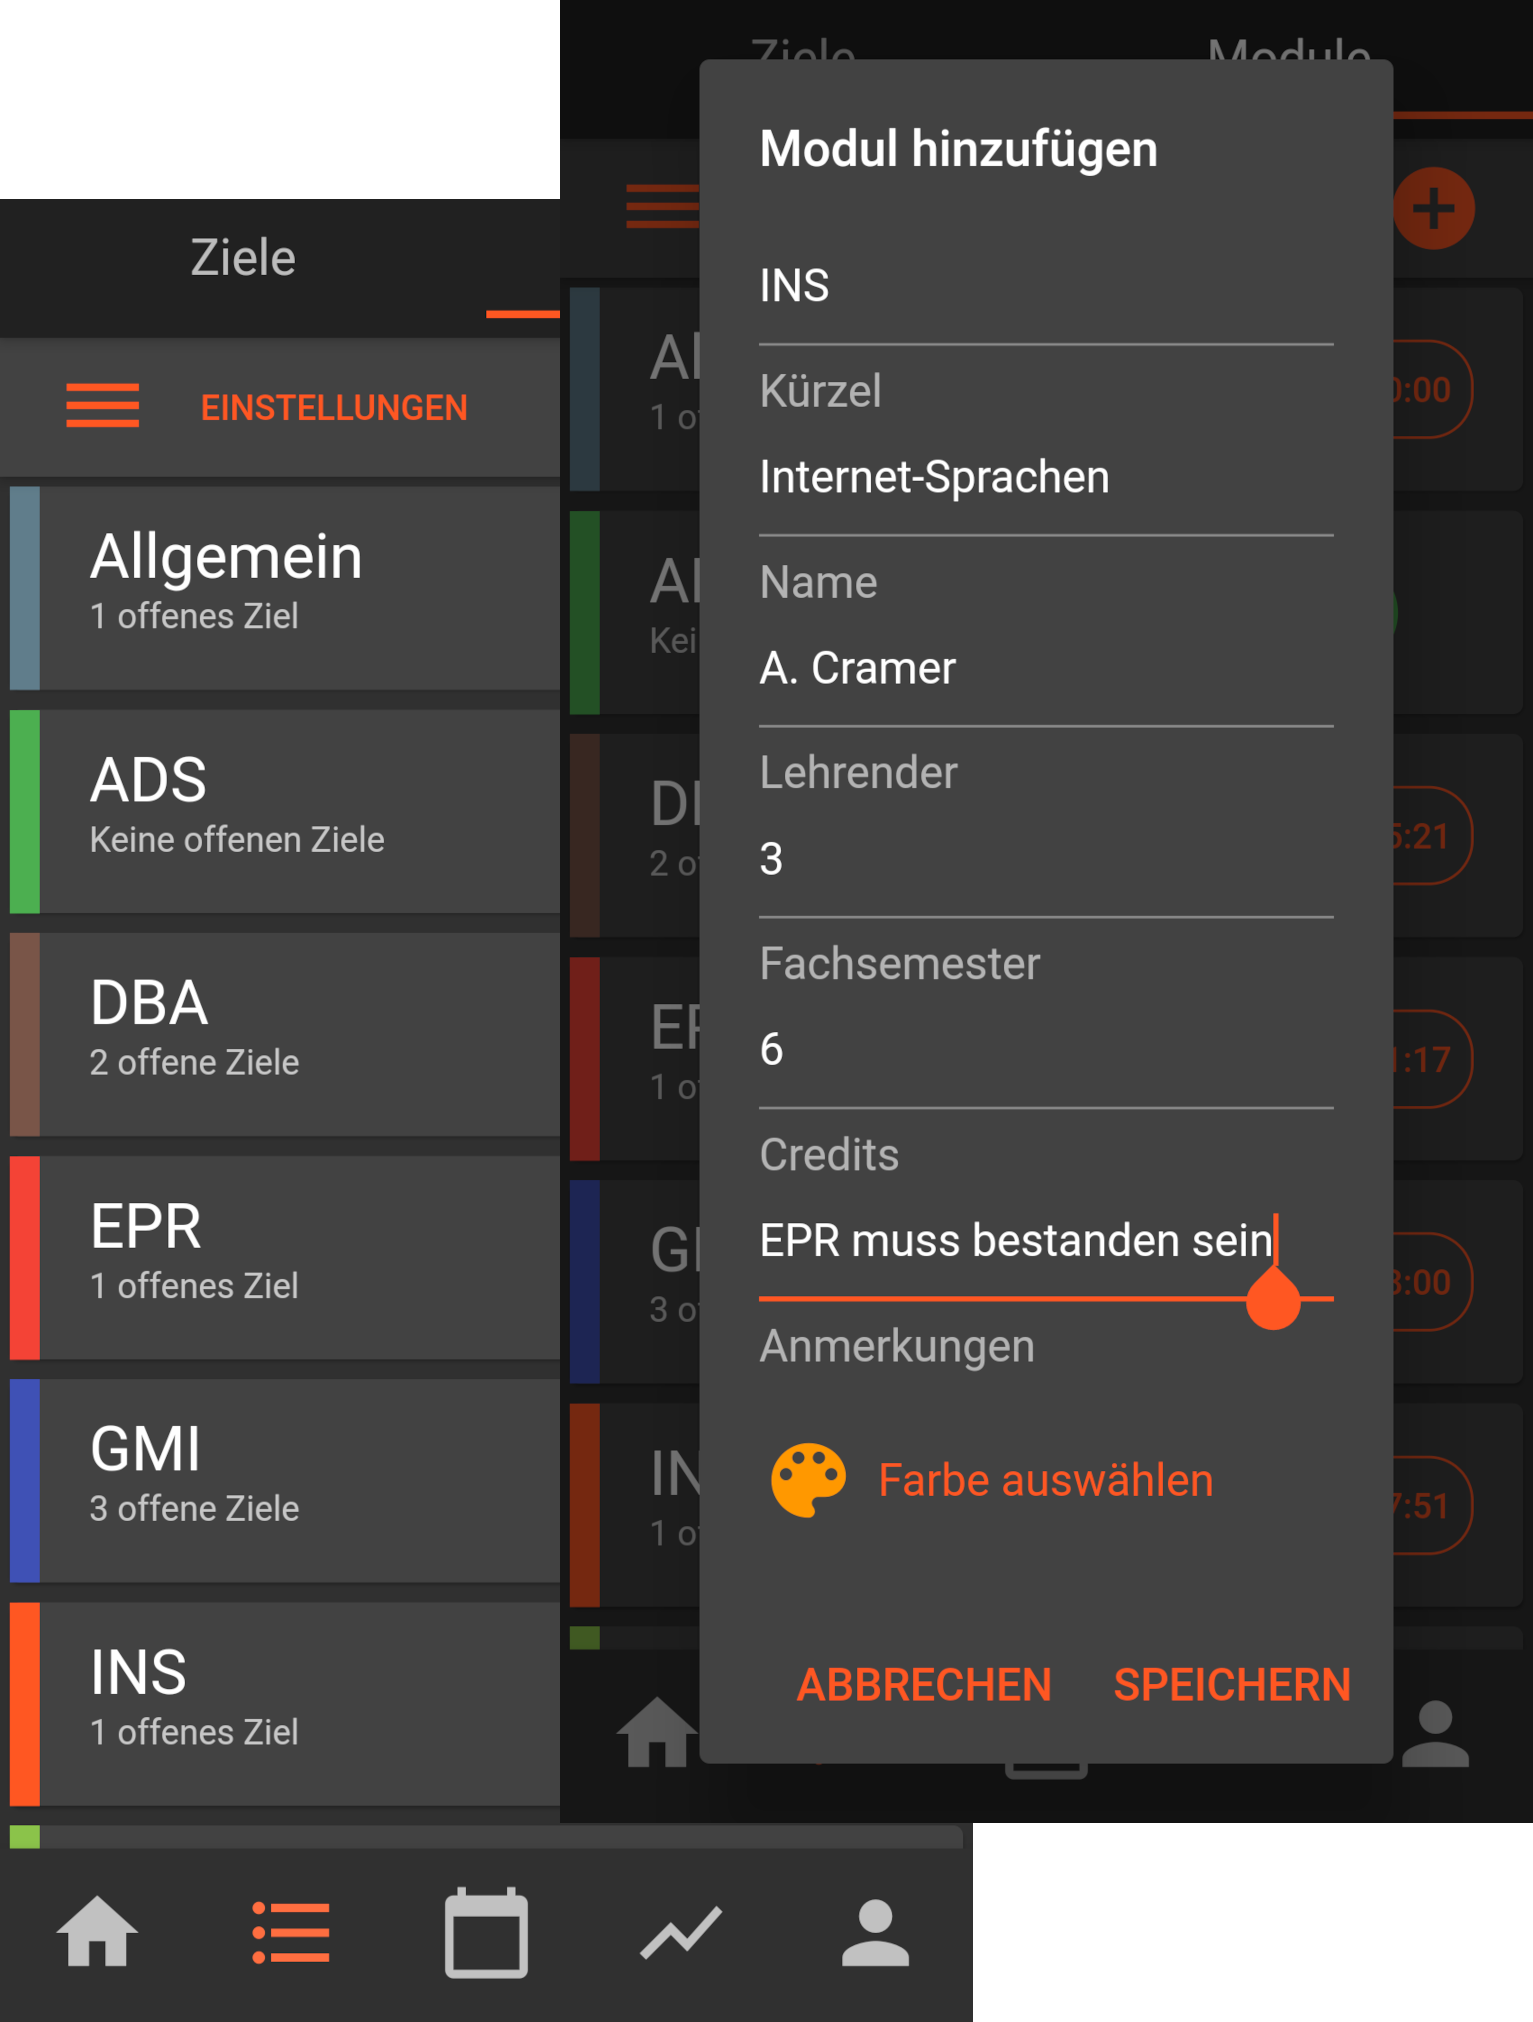 Ziele
EINSTELLUNGEN
Allgemein
1 offenes Ziel
ADS
Keine offenen Ziele
DBA
2 offene Ziele
EPR
1 offenes Ziel
GMI
3 offene Ziele
INS
1 offenes Ziel
Ziele
Module
Modul hinzufügen
INS
Kürzel
Internet-Sprachen
Name
A. Cramer
Lehrender
3
Fachsemester
6
Credits
EPR muss bestanden sein
Anmerkungen
Farbe auswählen
ABBRECHEN
SPEICHERN